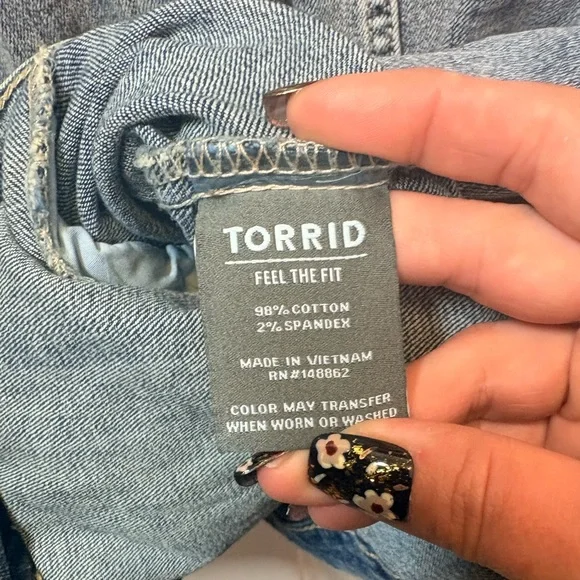 TORRID
FEEL THE FIT
98% COTTON
2% SPANDEX
MADE IN VIETNAM
RN#148862
COLOR MAY TRANSFER
WHEN WORN OR WASHED